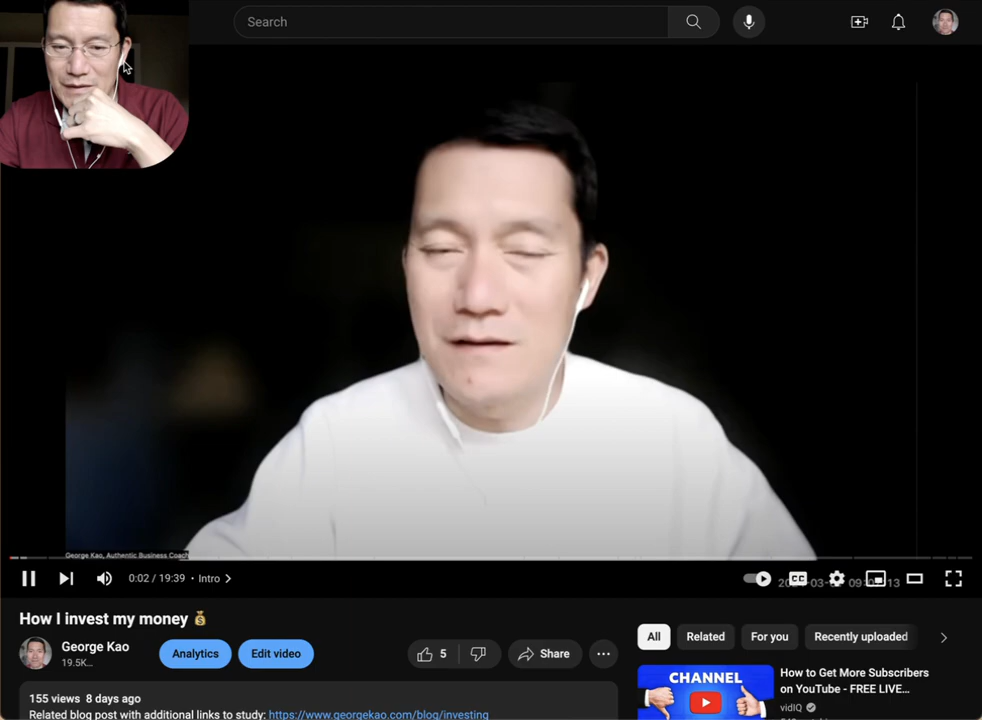 Search
George Kao, Authentic Business Coach
0:02 / 19:39 • Intro
CC
How I invest my money 💰
George Kao
19.5K...
Analytics
Edit video
5
Share
All
Related
For you
Recently uploaded
155 views 8 days ago
Related blog post with additional links to study: https://www.georgekao.com/blog/investing
CHANNEL
How to Get More Subscribers
on YouTube - FREE LIVE...
vidIQ